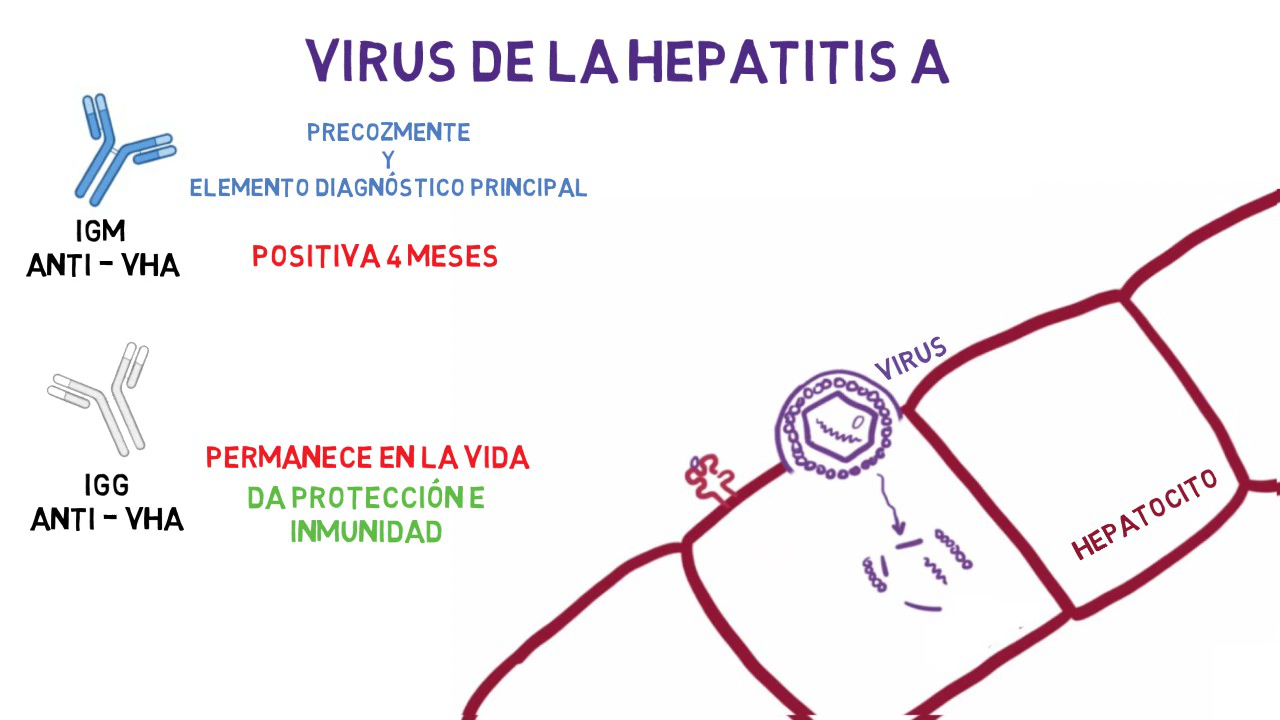 VIRUS DE LA HEPATITIS A
PRECOZMENTE
Y
ELEMENTO DIAGNÓSTICO PRINCIPAL
IGM
ANTI - VHA
POSITIVA 4 MESES
IGG
ANTI - VHA
PERMANECE EN LA VIDA
DA PROTECCIÓN E
INMUNIDAD
VIRUS
HEPATOCITO